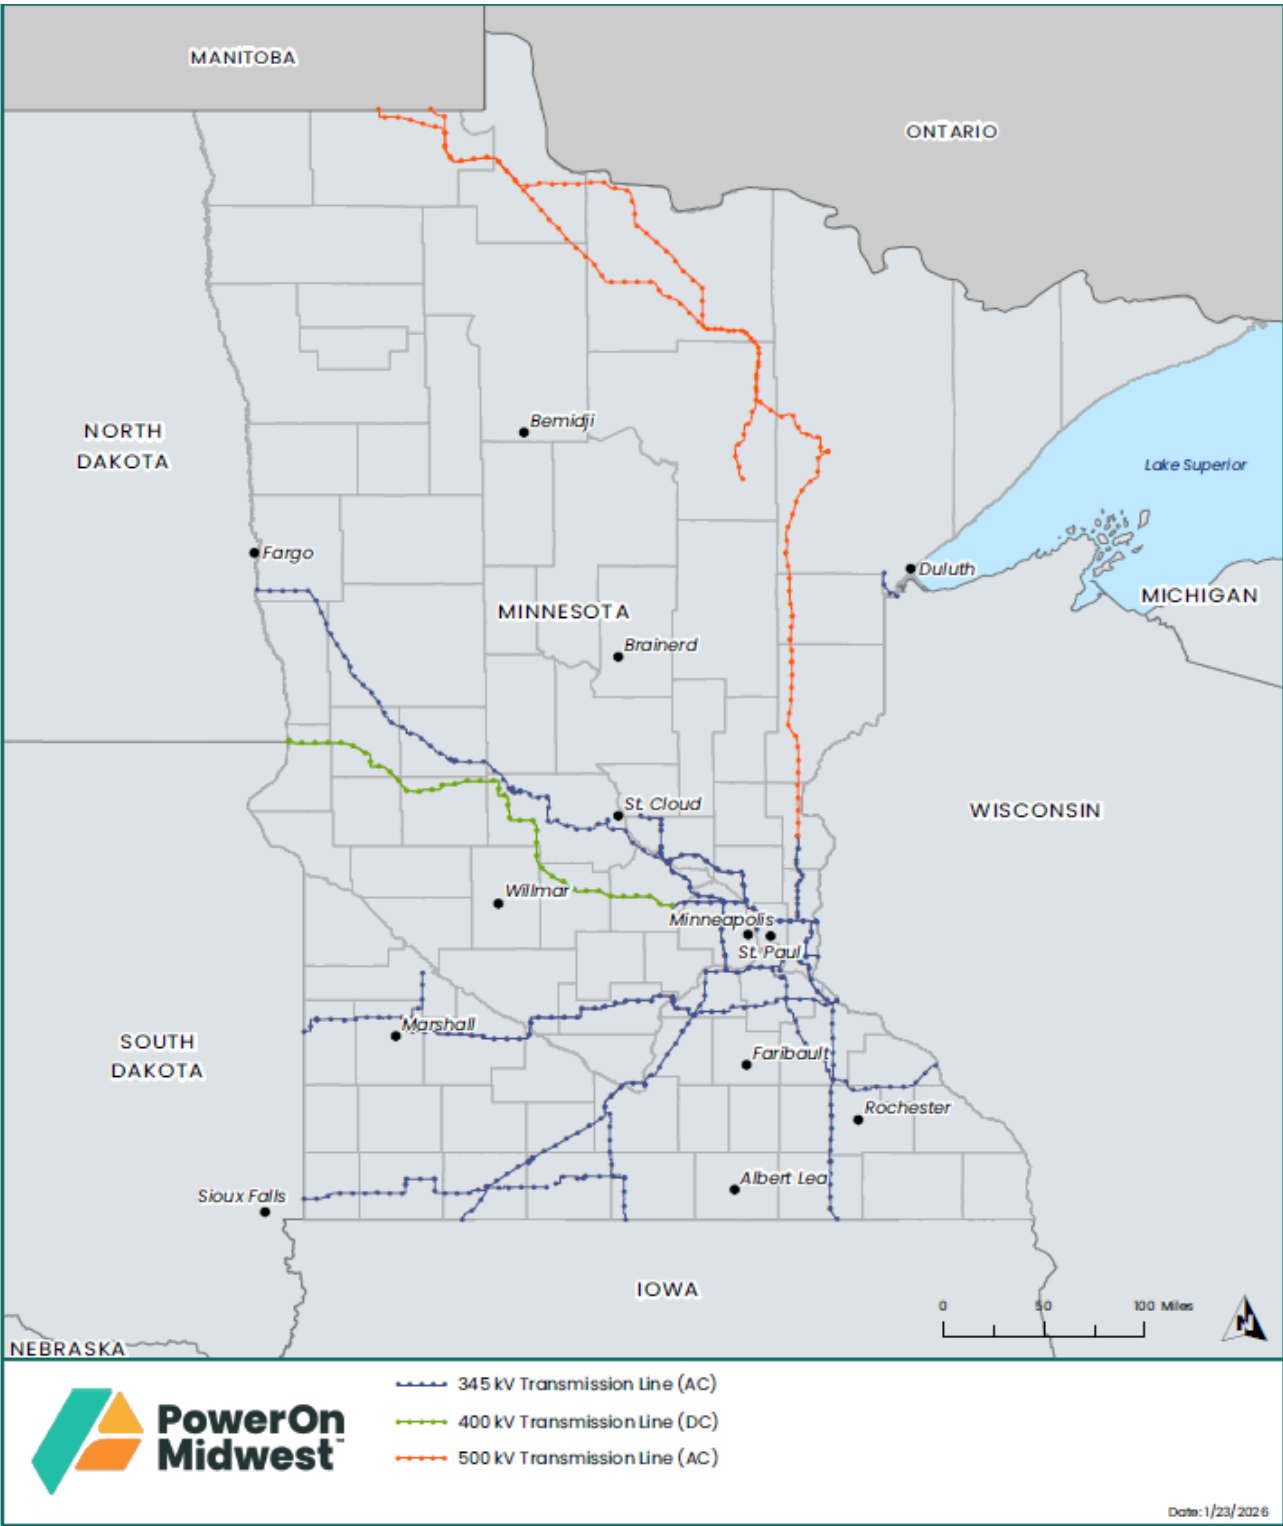 MANITOBA
ONTARIO
Bemidji
NORTH
DAKOTA
Lake Superior
Fargo
Duluth
MICHIGAN
MINNESOTA
Brainerd
St. Cloud
WISCONSIN
Willmar
Minneapolis
St. Paul
Marshall
SOUTH
DAKOTA
Faribault
Rochester
Albert Lea
Sioux Falls
IOWA
0 50 100 Miles
N
NEBRASKA
345 kV Transmission Line (AC)
PowerOn
Midwest™
400 kV Transmission Line (DC)
500 kV Transmission Line (AC)
Date: 1/23/2026